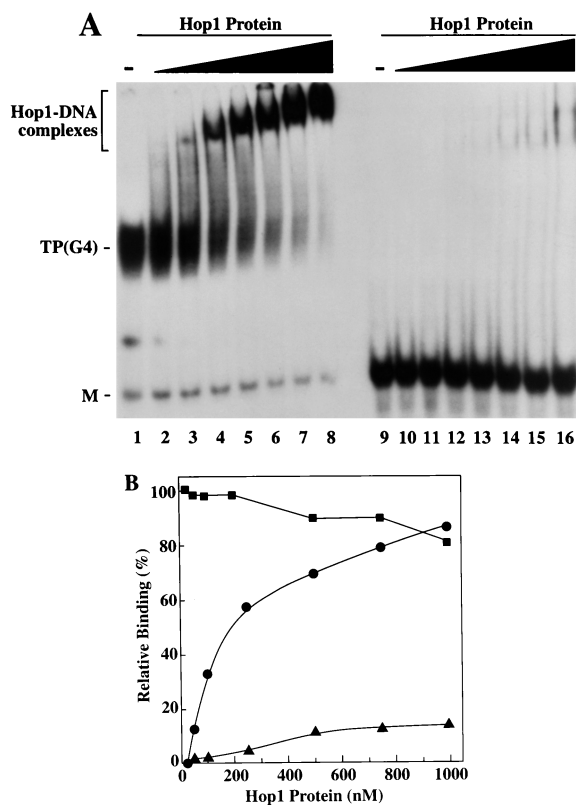 A
Hop1 Protein
Hop1 Protein
- -
Hop1-DNA
complexes
TP(G4) -
M -
1 2 3 4 5 6 7 8 9 10 11 12 13 14 15 16
B
100
80
60
40
20
0
Relative Binding (%)
0 200 400 600 800 1000
Hop1 Protein (nM)